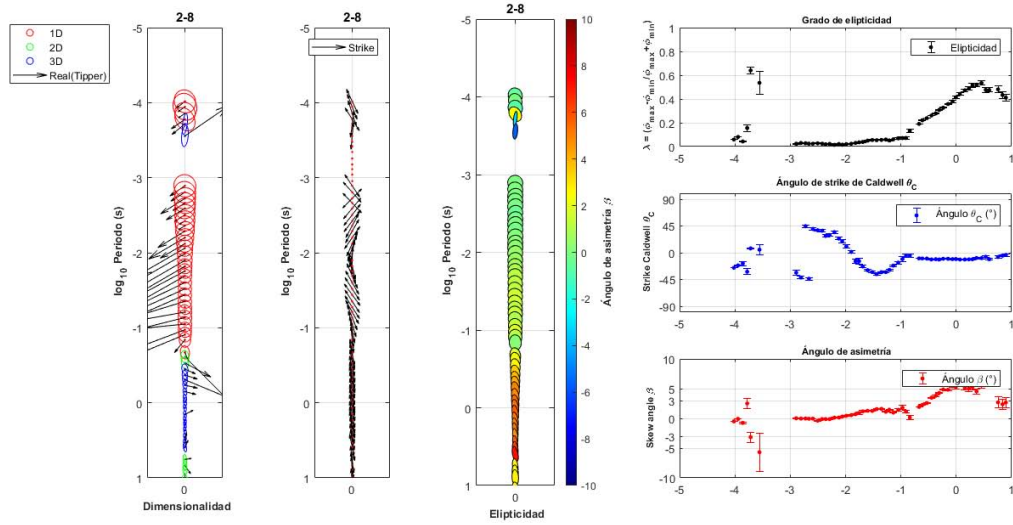 2-8
1D
2D
3D
Real(Tipper)
-5
-4
-3
-2
-1
0
1
log10 Periodo (s)
0
Dimensionalidad
2-8
Strike
-5
-4
-3
-2
-1
0
1
log10 Periodo (s)
0
2-8
-5
-4
-3
-2
-1
0
1
log10 Periodo (s)
0
Elipticidad
10
8
6
4
2
0
-2
-4
-6
-8
-10
Ángulo de asimetría β
Grado de elipticidad
Elipticidad
1
0.8
0.6
0.4
0.2
0
λ = (ϕmax-ϕmin/ϕmax+ϕmin)
-5 -4 -3 -2 -1 0 1
Ángulo de strike de Caldwell θC
Ángulo θC (°)
90
45
0
-45
-90
Strike Caldwell θC
-5 -4 -3 -2 -1 0 1
Ángulo de asimetría
Ángulo β (°)
10
5
3
0
-3
-5
-10
Skew angle β
-5 -4 -3 -2 -1 0 1